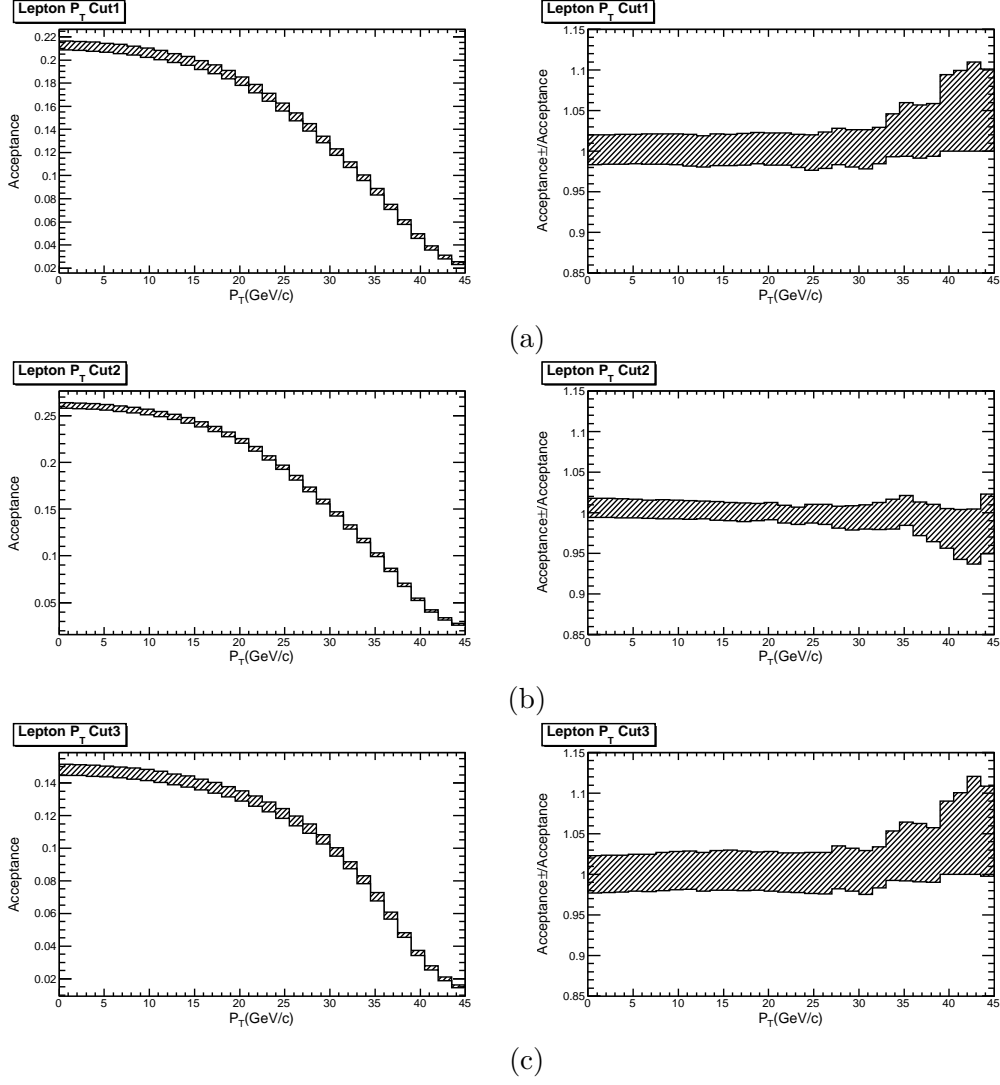 Lepton P_T Cut1
Acceptance
0.22
0.2
0.18
0.16
0.14
0.12
0.1
0.08
0.06
0.04
0.02
0 5 10 15 20 25 30 35 40 45
P_T(GeV/c)
Lepton P_T Cut1
Acceptance±/Acceptance
1.15
1.1
1.05
1
0.95
0.9
0.85
0 5 10 15 20 25 30 35 40 45
P_T(GeV/c)
(a)
Lepton P_T Cut2
Acceptance
0.25
0.2
0.15
0.1
0.05
0 5 10 15 20 25 30 35 40 45
P_T(GeV/c)
Lepton P_T Cut2
Acceptance±/Acceptance
1.15
1.1
1.05
1
0.95
0.9
0.85
0 5 10 15 20 25 30 35 40 45
P_T(GeV/c)
(b)
Lepton P_T Cut3
Acceptance
0.14
0.12
0.1
0.08
0.06
0.04
0.02
0 5 10 15 20 25 30 35 40 45
P_T(GeV/c)
Lepton P_T Cut3
Acceptance±/Acceptance
1.15
1.1
1.05
1
0.95
0.9
0.85
0 5 10 15 20 25 30 35 40 45
P_T(GeV/c)
(c)